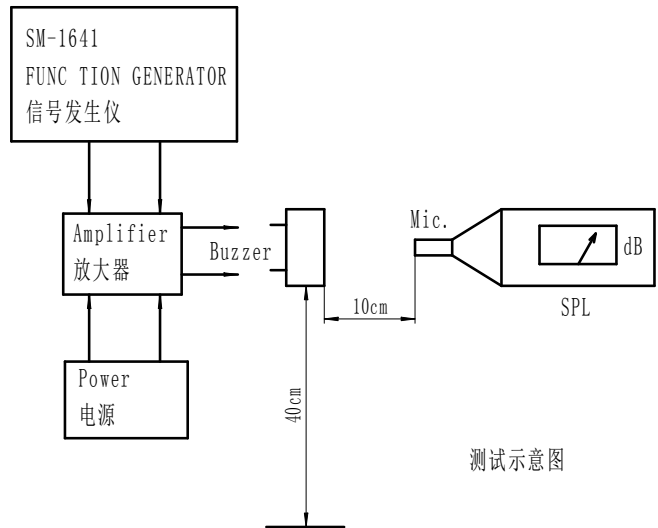 SM-1641
FUNC TION GENERATOR
信号发生仪
Amplifier
放大器
Buzzer
Mic.
dB
SPL
10cm
40cm
Power
电源
测试示意图